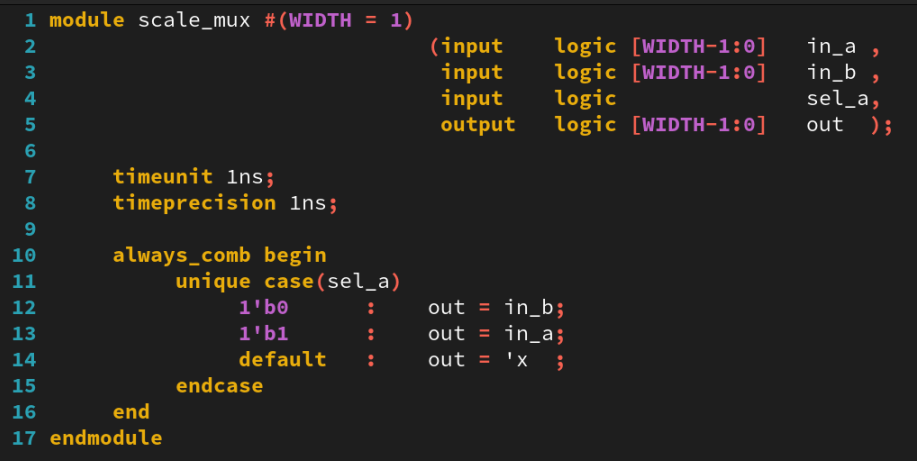 1 module scale_mux #(WIDTH = 1)
2 (input logic [WIDTH-1:0] in_a ,
3 input logic [WIDTH-1:0] in_b ,
4 input logic sel_a,
5 output logic [WIDTH-1:0] out );
6
7 timeunit 1ns;
8 timeprecision 1ns;
9
10 always_comb begin
11 unique case(sel_a)
12 1'b0 : out = in_b;
13 1'b1 : out = in_a;
14 default : out = 'x ;
15 endcase
16 end
17 endmodule